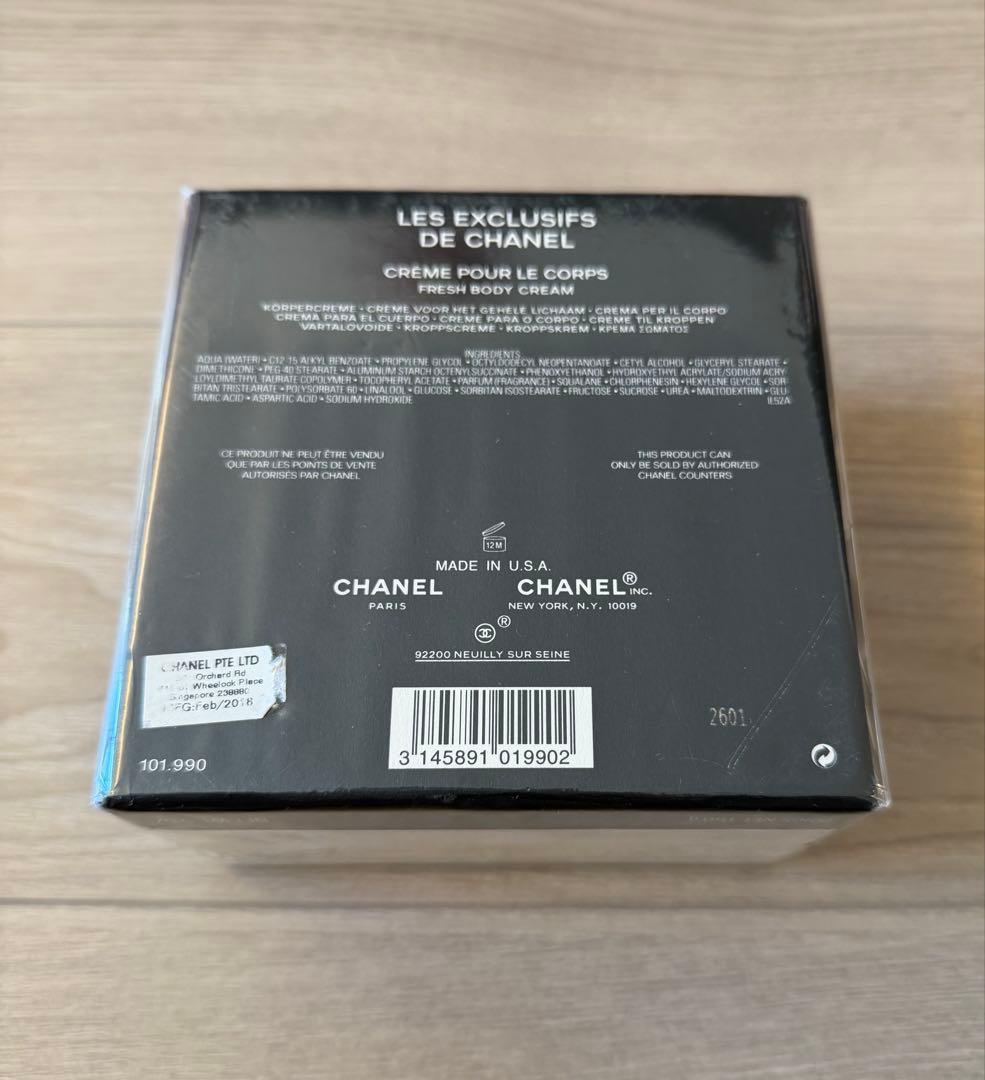 LES EXCLUSIFS
DE CHANEL
CRÈME POUR LE CORPS
FRESH BODY CREAM
KÖRPERCREME • CRÈME VOOR HET GEHELE LICHAAM • CREMA PER IL CORPO
CREMA PARA EL CUERPO • CREME PARA O CORPO • CREME TIL KROPPEN
VARTALOVOIDE • KROPPSCREME • KROPPSKREM • ΚΡΕΜΑ ΣΩΜΑΤΟΣ
INGREDIENTS
AQUA (WATER) • C12-15 ALKYL BENZOATE • PROPYLENE GLYCOL • OCTYLDODECYL NEOPENTANOATE • CETYL ALCOHOL • GLYCERYL STEARATE •
DIMETHICONE • PEG-40 STEARATE • ALUMINUM STARCH OCTENYLSUCCINATE • PHENOXYETHANOL • HYDROXYETHYL ACRYLATE/SODIUM ACRY-
LOYLDIMETHYL TAURATE COPOLYMER • TOCOPHERYL ACETATE • PARFUM (FRAGRANCE) • SQUALANE • CHLORPHENESIN • HEXYLENE GLYCOL • SOR-
BITAN TRISTEARATE • POLYSORBATE 60 • LINALOOL • GLUCOSE • SORBITAN ISOSTEARATE • FRUCTOSE • SUCROSE • UREA • MALTODEXTRIN • GLU-
TAMIC ACID • ASPARTIC ACID • SODIUM HYDROXIDE IL52A
CE PRODUIT NE PEUT ÊTRE VENDU
QUE PAR LES POINTS DE VENTE
AUTORISÉS PAR CHANEL
THIS PRODUCT CAN
ONLY BE SOLD BY AUTHORIZED
CHANEL COUNTERS
12M
MADE IN U.S.A.
CHANEL
PARIS
CHANEL® INC.
NEW YORK, N.Y. 10019
®
92200 NEUILLY SUR SEINE
CHANEL PTE LTD
Orchard Rd
Wheelock Place
Singapore 238880
Feb/2018
3 145891 019902
2601
101.990